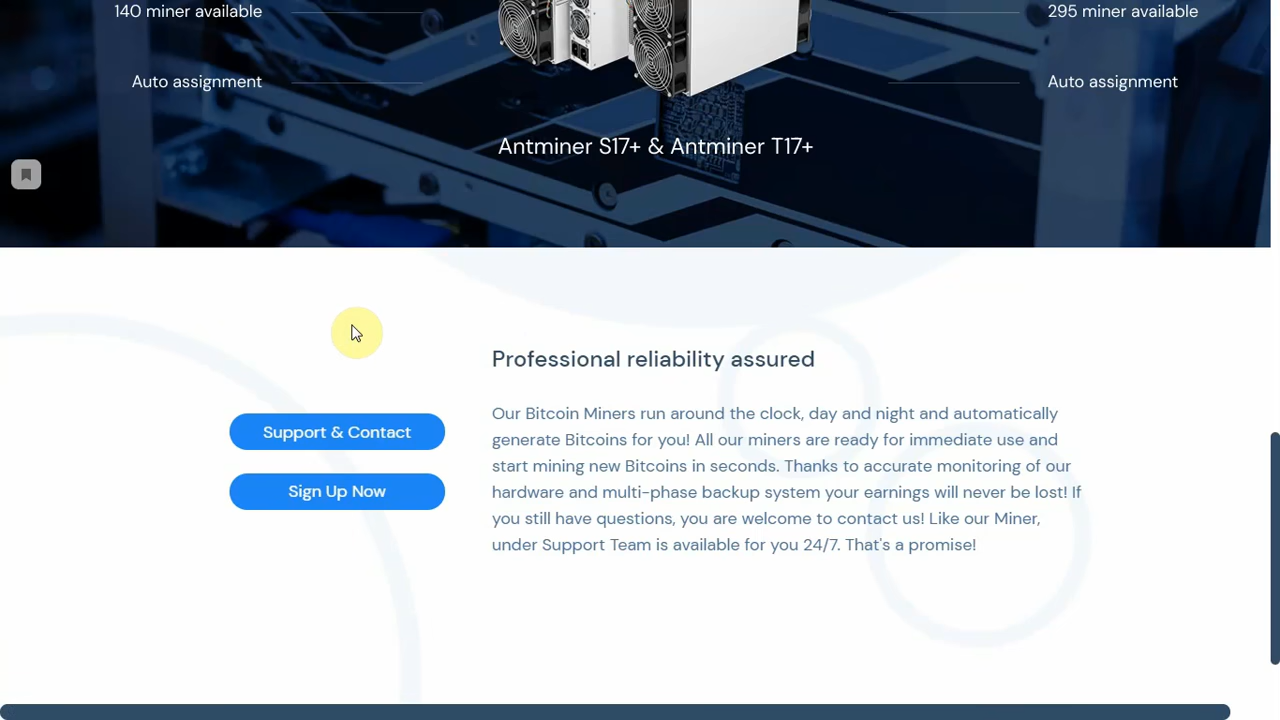 140 miner available
295 miner available
Auto assignment
Auto assignment
Antminer S17+ & Antminer T17+
Professional reliability assured
Support & Contact
Sign Up Now
Our Bitcoin Miners run around the clock, day and night and automatically
generate Bitcoins for you! All our miners are ready for immediate use and
start mining new Bitcoins in seconds. Thanks to accurate monitoring of our
hardware and multi-phase backup system your earnings will never be lost! If
you still have questions, you are welcome to contact us! Like our Miner,
under Support Team is available for you 24/7. That's a promise!